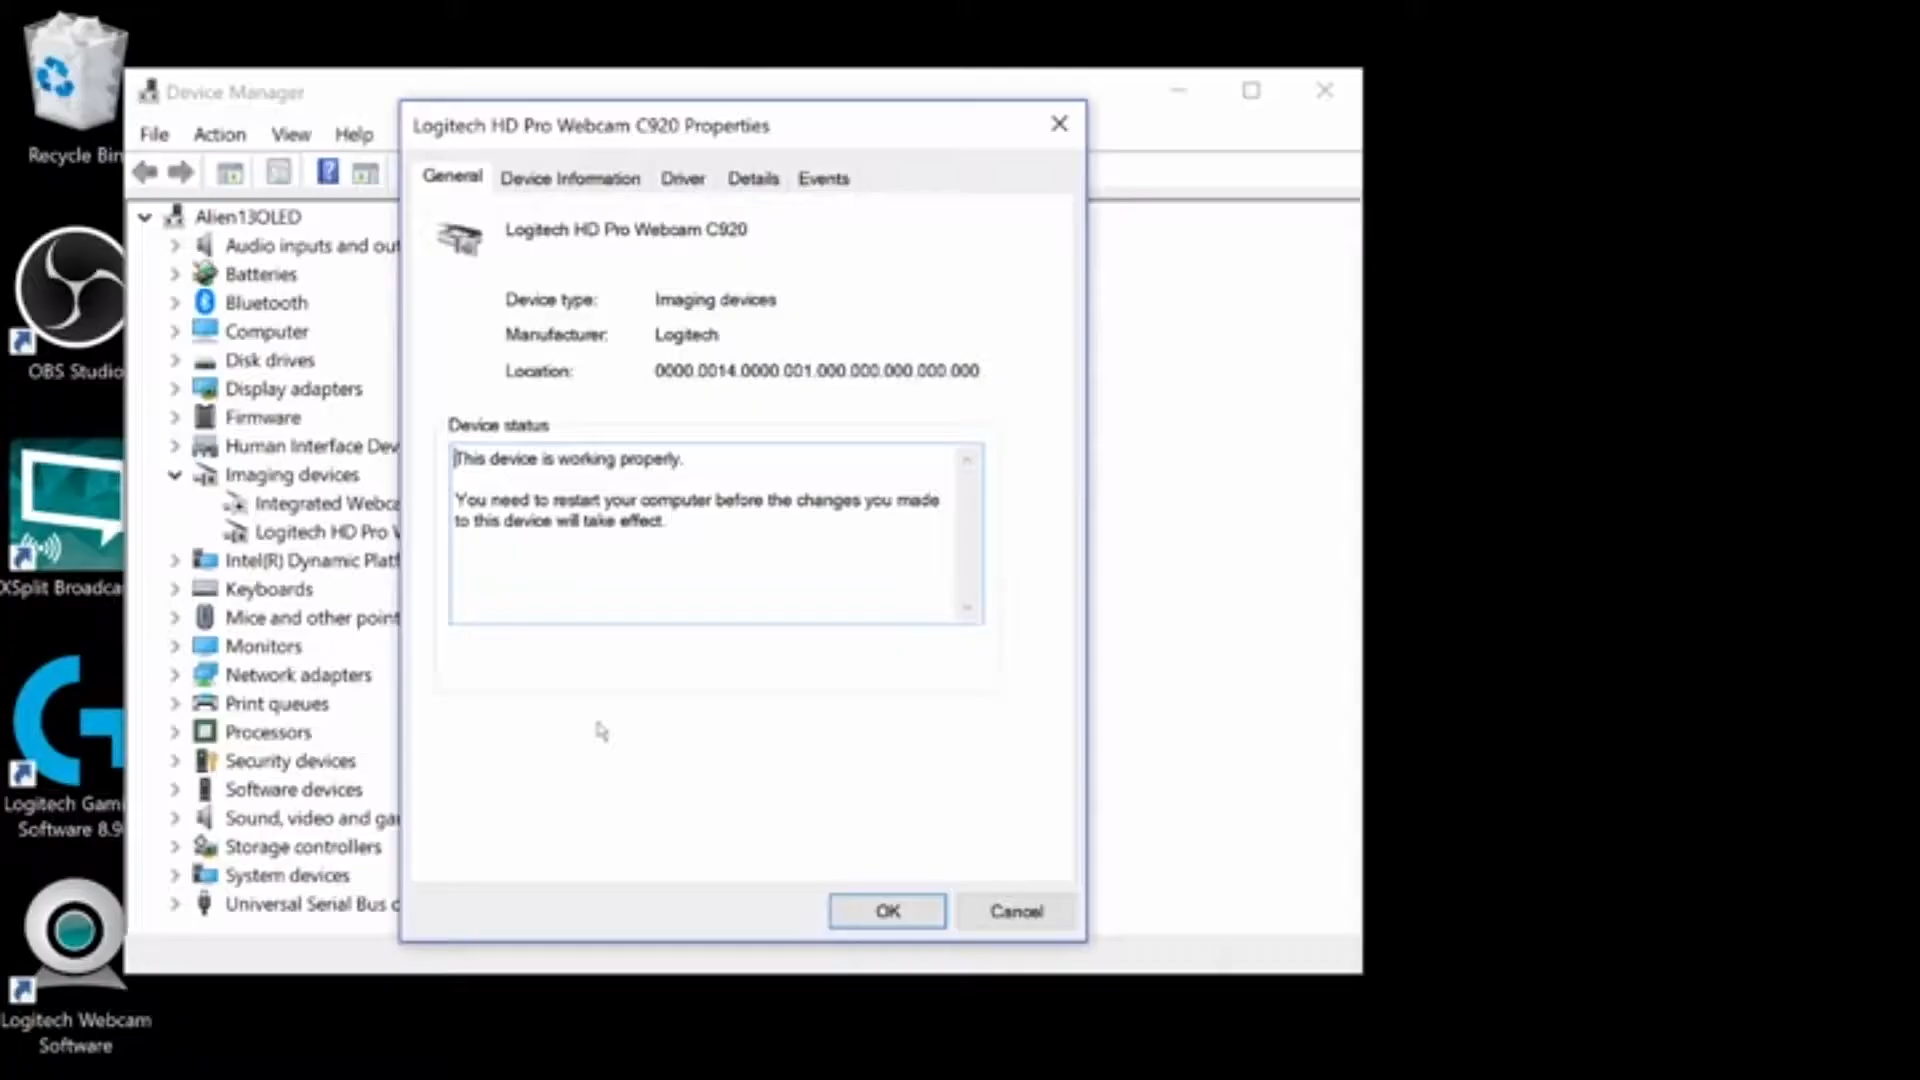 Recycle Bin
OBS Studio
XSplit Broadca
Logitech Gam
Software 8.9
Logitech Webcam
Software
Device Manager
File Action View Help
Alien13OLED
Audio inputs and out
Batteries
Bluetooth
Computer
Disk drives
Display adapters
Firmware
Human Interface Dev
Imaging devices
Integrated Webca
Logitech HD Pro W
Intel(R) Dynamic Platf
Keyboards
Mice and other point
Monitors
Network adapters
Print queues
Processors
Security devices
Software devices
Sound, video and ga
Storage controllers
System devices
Universal Serial Bus c
Logitech HD Pro Webcam C920 Properties
General Device Information Driver Details Events
Logitech HD Pro Webcam C920
Device type: Imaging devices
Manufacturer: Logitech
Location: 0000.0014.0000.001.000.000.000.000.000
Device status
This device is working properly.
You need to restart your computer before the changes you made
to this device will take effect.
OK Cancel